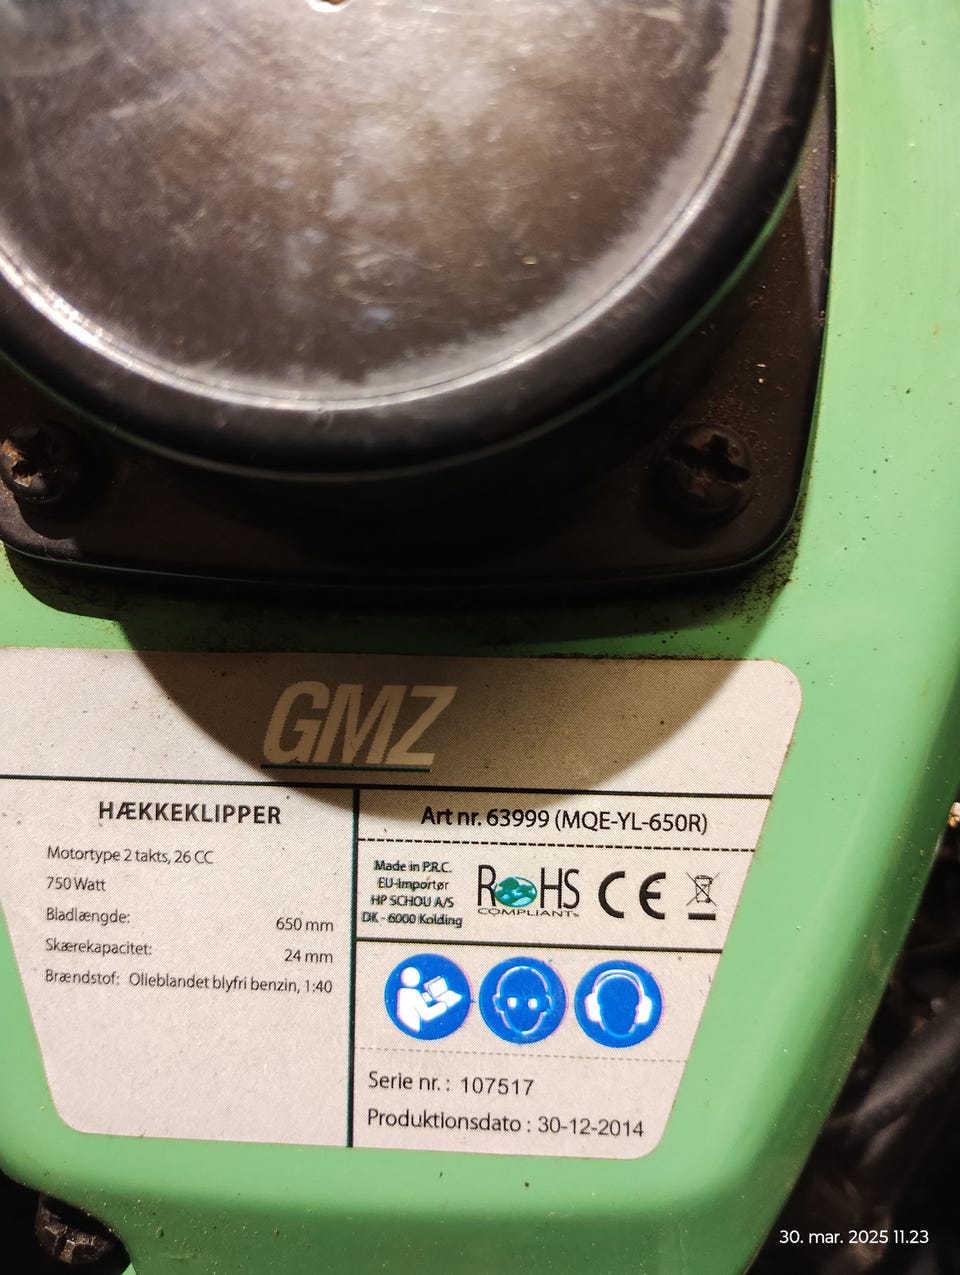 GMZ
HÆKKEKLIPPER
Motortype 2 takts, 26 CC
750 Watt
Bladlængde: 650 mm
Skærekapacitet: 24 mm
Brændstof: Olieblandet blyfri benzin, 1:40
Art nr. 63999 (MQE-YL-650R)
Made in P.R.C.
EU-Importør
HP SCHOU A/S
DK - 6000 Kolding
RoHS
COMPLIANT
CE
Serie nr. : 107517
Produktionsdato : 30-12-2014
30. mar. 2025 11.23